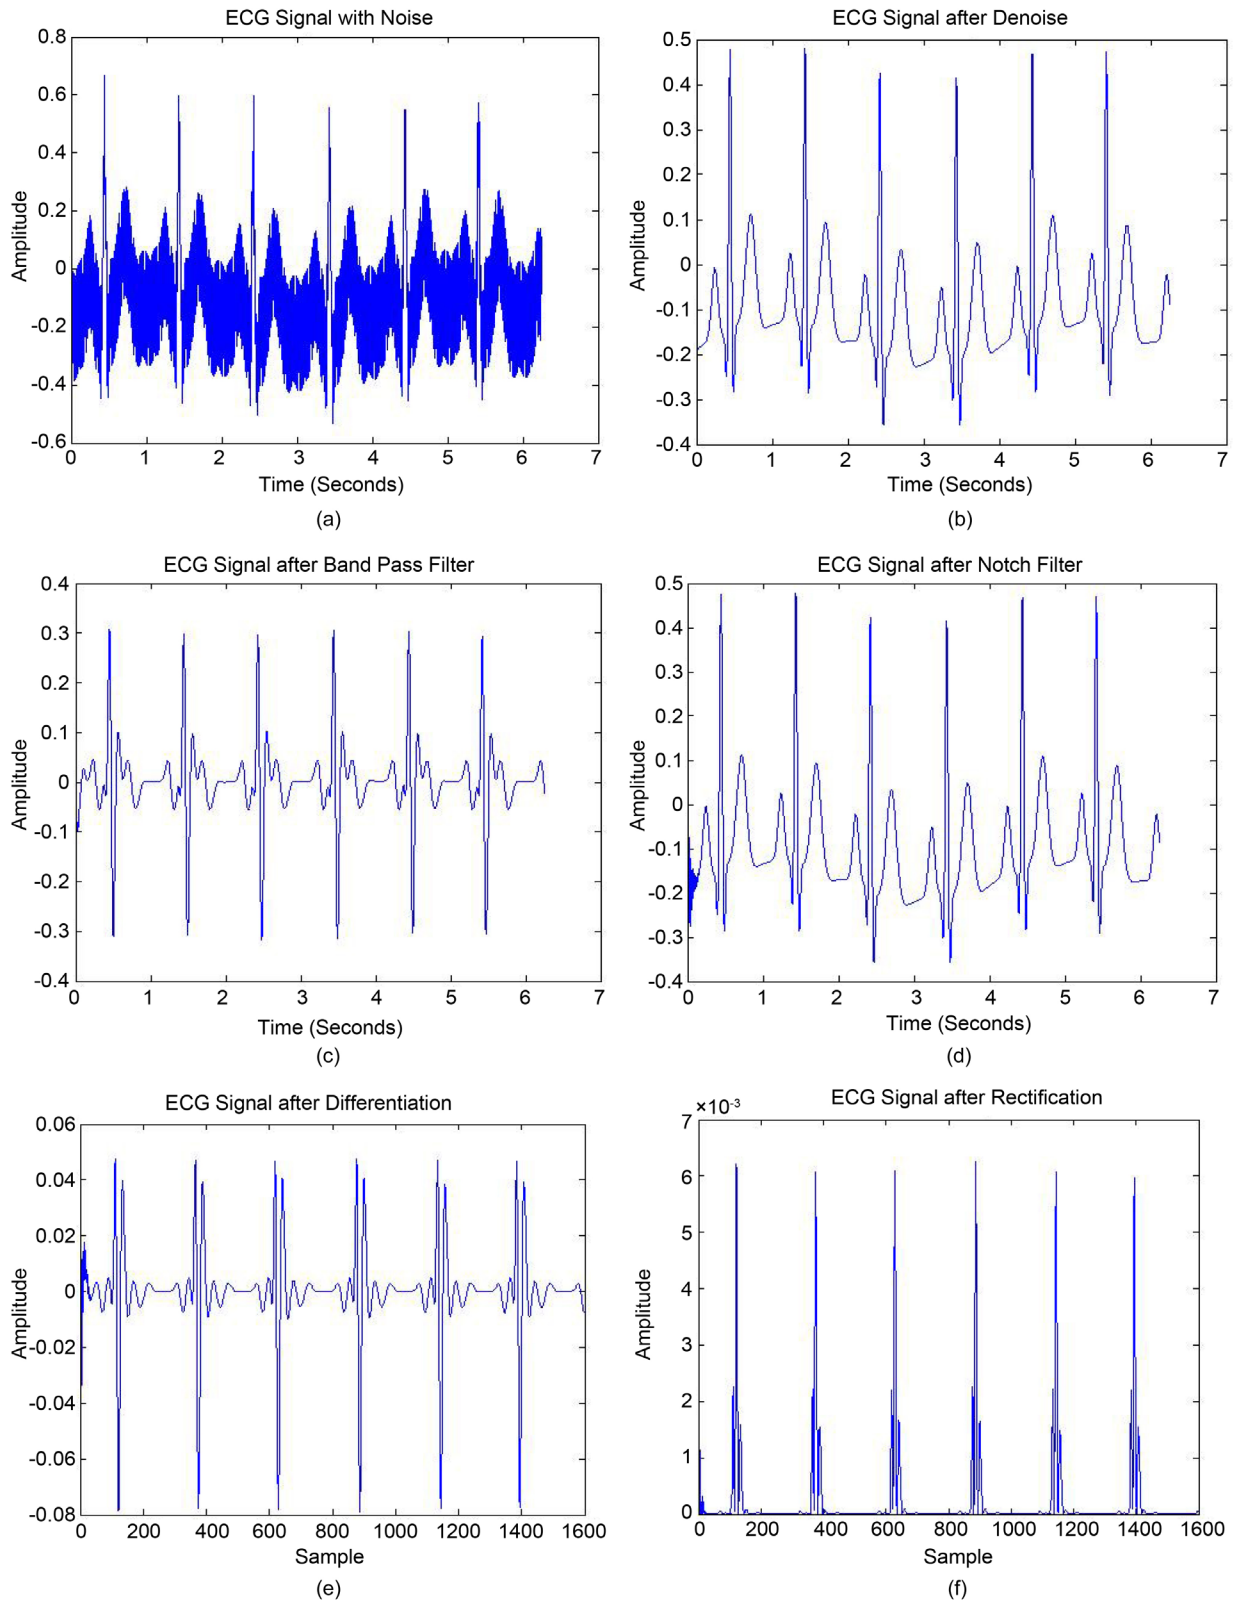 ECG Signal with Noise
0.8
0.6
0.4
0.2
0
-0.2
-0.4
-0.6
Amplitude
0 1 2 3 4 5 6 7
Time (Seconds)
(a)
ECG Signal after Denoise
0.5
0.4
0.3
0.2
0.1
0
-0.1
-0.2
-0.3
-0.4
Amplitude
0 1 2 3 4 5 6 7
Time (Seconds)
(b)
ECG Signal after Band Pass Filter
0.4
0.3
0.2
0.1
0
-0.1
-0.2
-0.3
-0.4
Amplitude
0 1 2 3 4 5 6 7
Time (Seconds)
(c)
ECG Signal after Notch Filter
0.5
0.4
0.3
0.2
0.1
0
-0.1
-0.2
-0.3
-0.4
Amplitude
0 1 2 3 4 5 6 7
Time (Seconds)
(d)
ECG Signal after Differentiation
0.06
0.04
0.02
0
-0.02
-0.04
-0.06
-0.08
Amplitude
0 200 400 600 800 1000 1200 1400 1600
Sample
(e)
ECG Signal after Rectification
×10⁻³
7
6
5
4
3
2
1
0
Amplitude
0 200 400 600 800 1000 1200 1400 1600
Sample
(f)